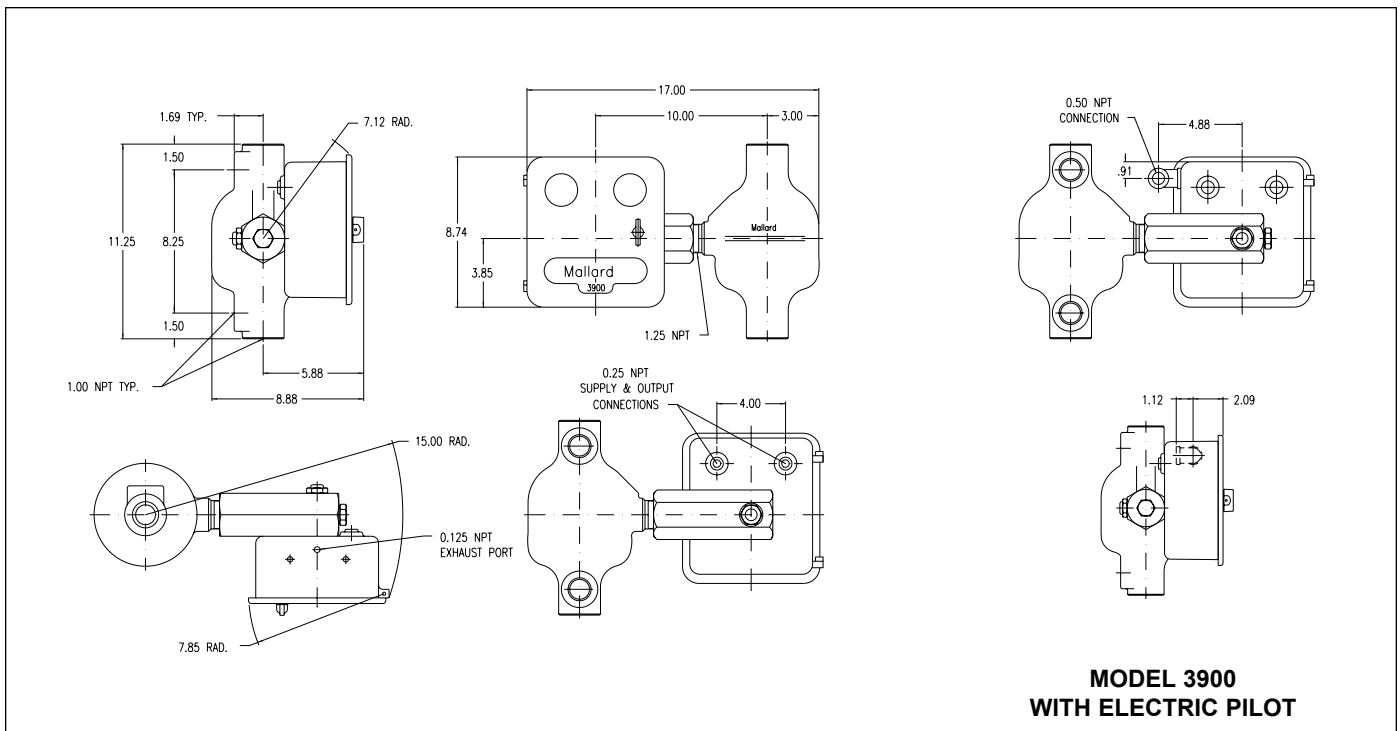 1.69 TYP.
7.12 RAD.
1.50
11.25
8.25
1.50
1.00 NPT TYP.
5.88
8.88
17.00
10.00
3.00
8.74
3.85
Mallard
3900
Mallard
1.25 NPT
0.50 NPT
CONNECTION
4.88
.91
15.00 RAD.
0.125 NPT
EXHAUST PORT
7.85 RAD.
0.25 NPT
SUPPLY & OUTPUT
CONNECTIONS
4.00
1.12
2.09
MODEL 3900
WITH ELECTRIC PILOT